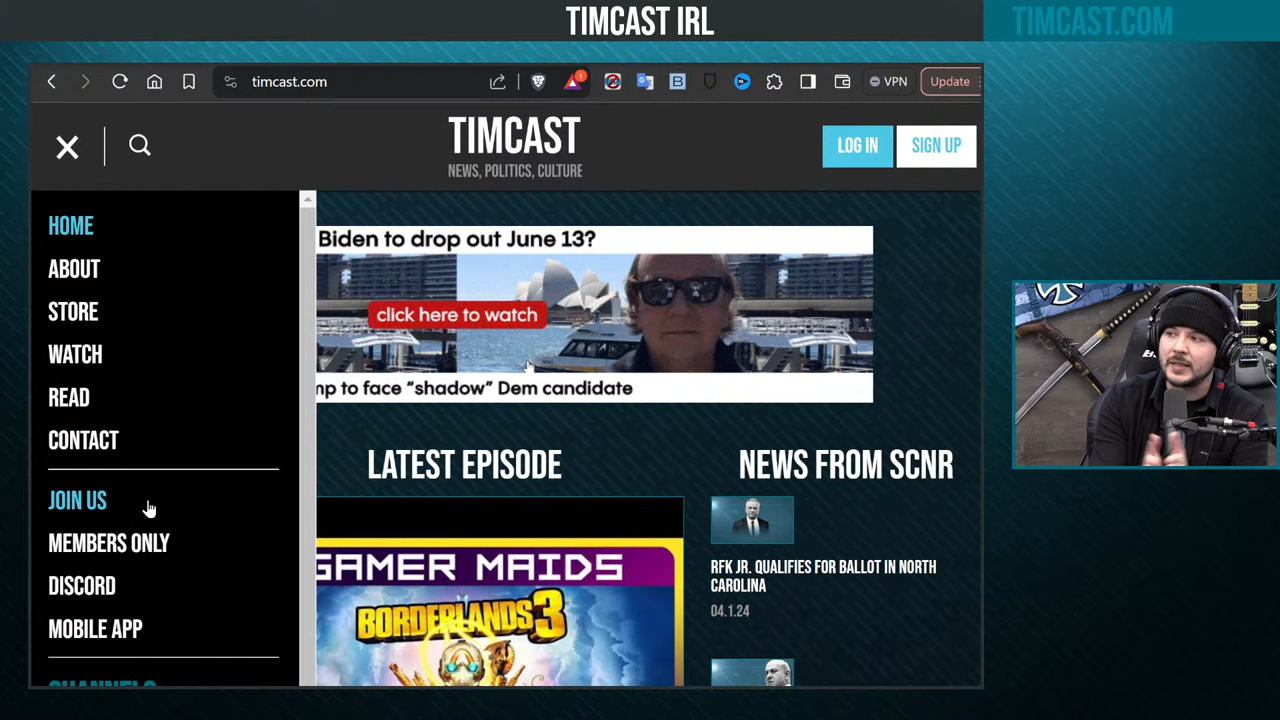 TIMCAST IRL
TIMCAST.COM
timcast.com
1
VPN
Update
TIMCAST
NEWS, POLITICS, CULTURE
LOG IN
SIGN UP
HOME
ABOUT
STORE
WATCH
READ
CONTACT
JOIN US
MEMBERS ONLY
DISCORD
MOBILE APP
CHANNELS
Biden to drop out June 13?
click here to watch
mp to face “shadow” Dem candidate
LATEST EPISODE
GAMER MAIDS
BORDERLANDS 3
NEWS FROM SCNR
RFK JR. QUALIFIES FOR BALLOT IN NORTH
CAROLINA
04.1.24